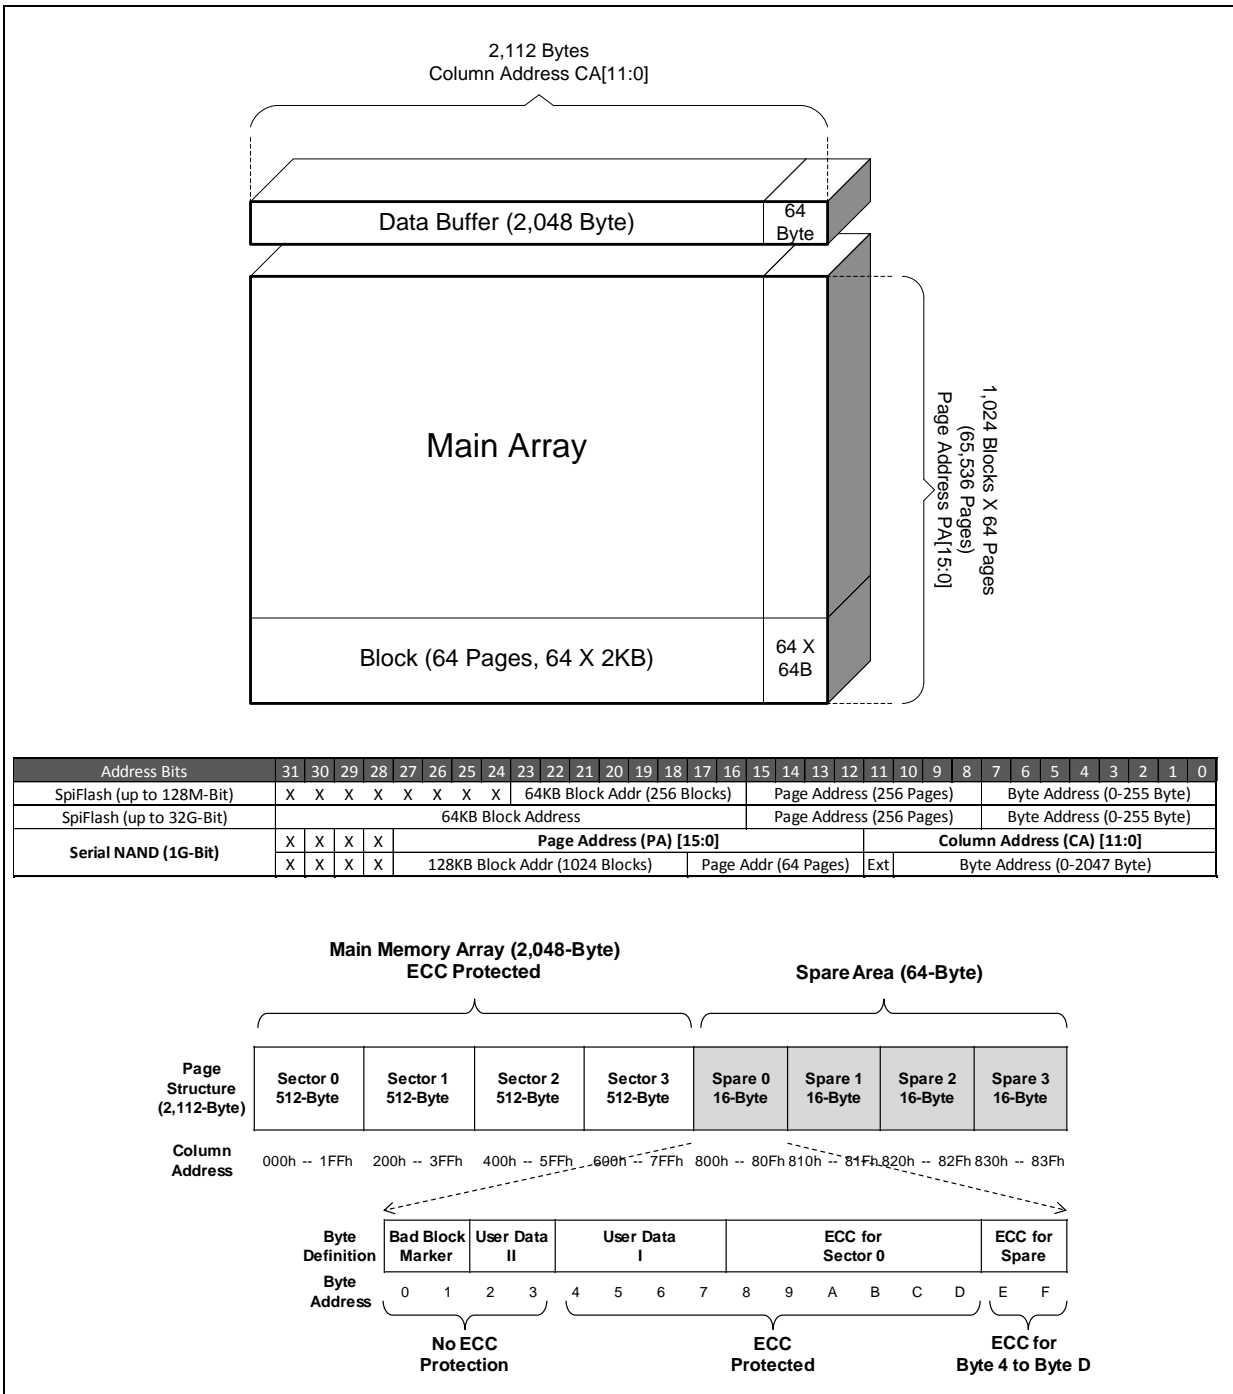 2,112 Bytes
Column Address CA[11:0]
Data Buffer (2,048 Byte)
64
Byte
Main Array
1,024 Blocks X 64 Pages
(65,536 Pages)
Page Address PA[15:0]
Block (64 Pages, 64 X 2KB)
64 X
64B
Address Bits 31 30 29 28 27 26 25 24 23 22 21 20 19 18 17 16 15 14 13 12 11 10 9 8 7 6 5 4 3 2 1 0
SpiFlash (up to 128M-Bit) X X X X X X X X 64KB Block Addr (256 Blocks) Page Address (256 Pages) Byte Address (0-255 Byte)
SpiFlash (up to 32G-Bit) 64KB Block Address Page Address (256 Pages) Byte Address (0-255 Byte)
Serial NAND (1G-Bit) X X X X Page Address (PA) [15:0] Column Address (CA) [11:0]
X X X X 128KB Block Addr (1024 Blocks) Page Addr (64 Pages) Ext Byte Address (0-2047 Byte)
Main Memory Array (2,048-Byte)
ECC Protected
Spare Area (64-Byte)
Page
Structure
(2,112-Byte)
Sector 0
512-Byte
Sector 1
512-Byte
Sector 2
512-Byte
Sector 3
512-Byte
Spare 0
16-Byte
Spare 1
16-Byte
Spare 2
16-Byte
Spare 3
16-Byte
Column
Address
000h -- 1FFh 200h -- 3FFh 400h -- 5FFh 600h -- 7FFh 800h -- 80Fh 810h -- 81Fh 820h -- 82Fh 830h -- 83Fh
Byte
Definition
Bad Block
Marker
User Data
II
User Data
I
ECC for
Sector 0
ECC for
Spare
Byte
Address
0 1 2 3 4 5 6 7 8 9 A B C D E F
No ECC
Protection
ECC
Protected
ECC for
Byte 4 to Byte D